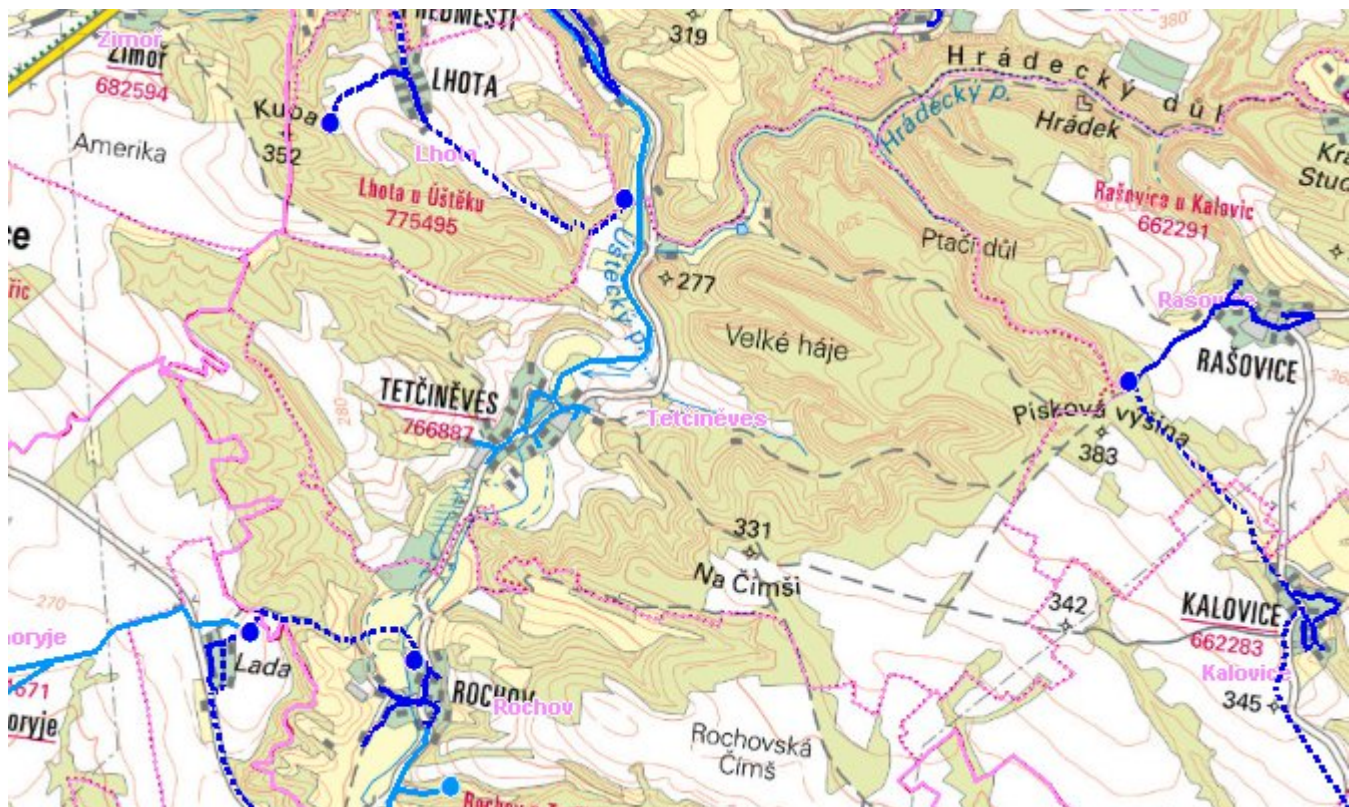 Zimoř
ZIMOŘ
682594
Amerika
Kupa
352
LHOTA
Lhota
Lhota u Úštěku
775495
319
Hrádecký důl
Hrádecký p.
Hrádek
380
Úštěcký p.
277
Ptačí důl
Rašovice u Kalovic
662291
RAŠOVICE
Velké háje
TETČINĚVES
766887
Tetčiněves
280
Písková výšina
383
331
Na Čimši
342
KALOVICE
662283
Kalovice
345
270
Lada
ROCHOV
Rochov
Rochovská
Čimš